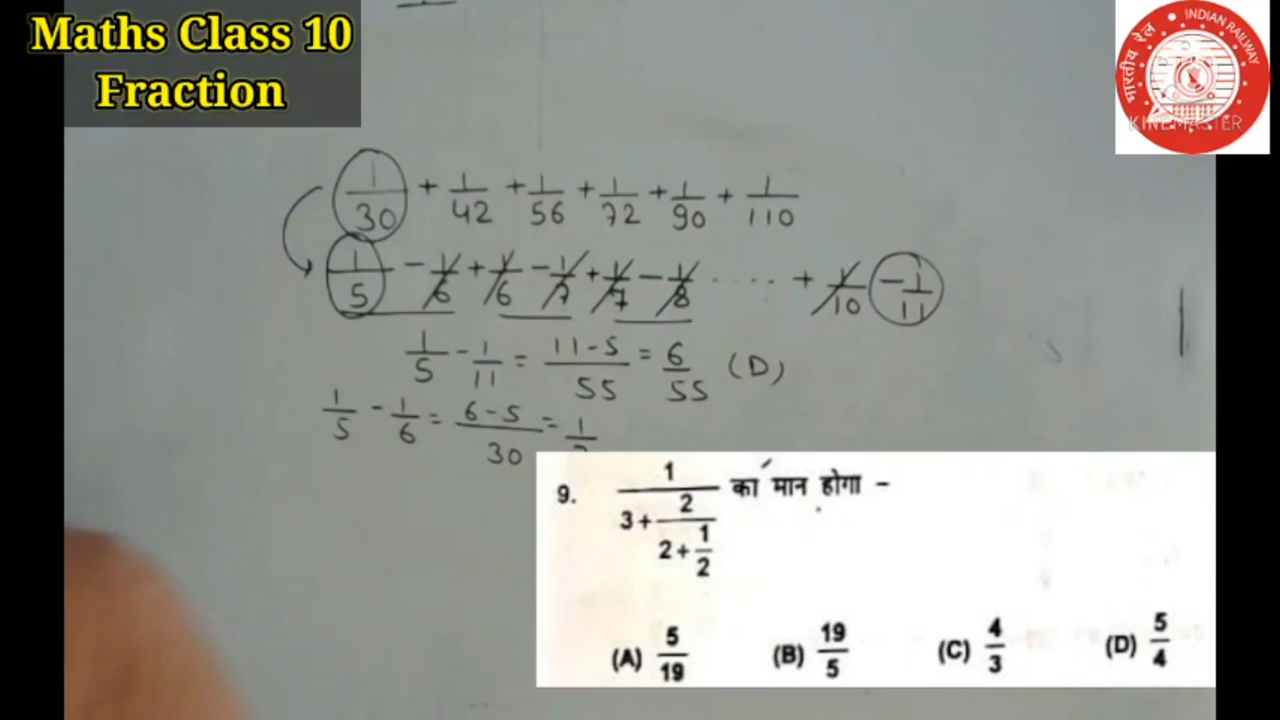 Maths Class 10
Fraction
भारतीय रेल INDIAN RAILWAY
KINEMASTER
1/30 + 1/42 + 1/56 + 1/72 + 1/90 + 1/110
1/5 - 1/6 + 1/6 - 1/7 + 1/7 - 1/8 ..... + 1/10 - 1/11
1/5 - 1/11 = 11-5/55 = 6/55 (D)
1/5 - 1/6 = 6-5/30 = 1/
9. 1/(3+2/(2+1/2)) का मान होगा -
(A) 5/19 (B) 19/5 (C) 4/3 (D) 5/4